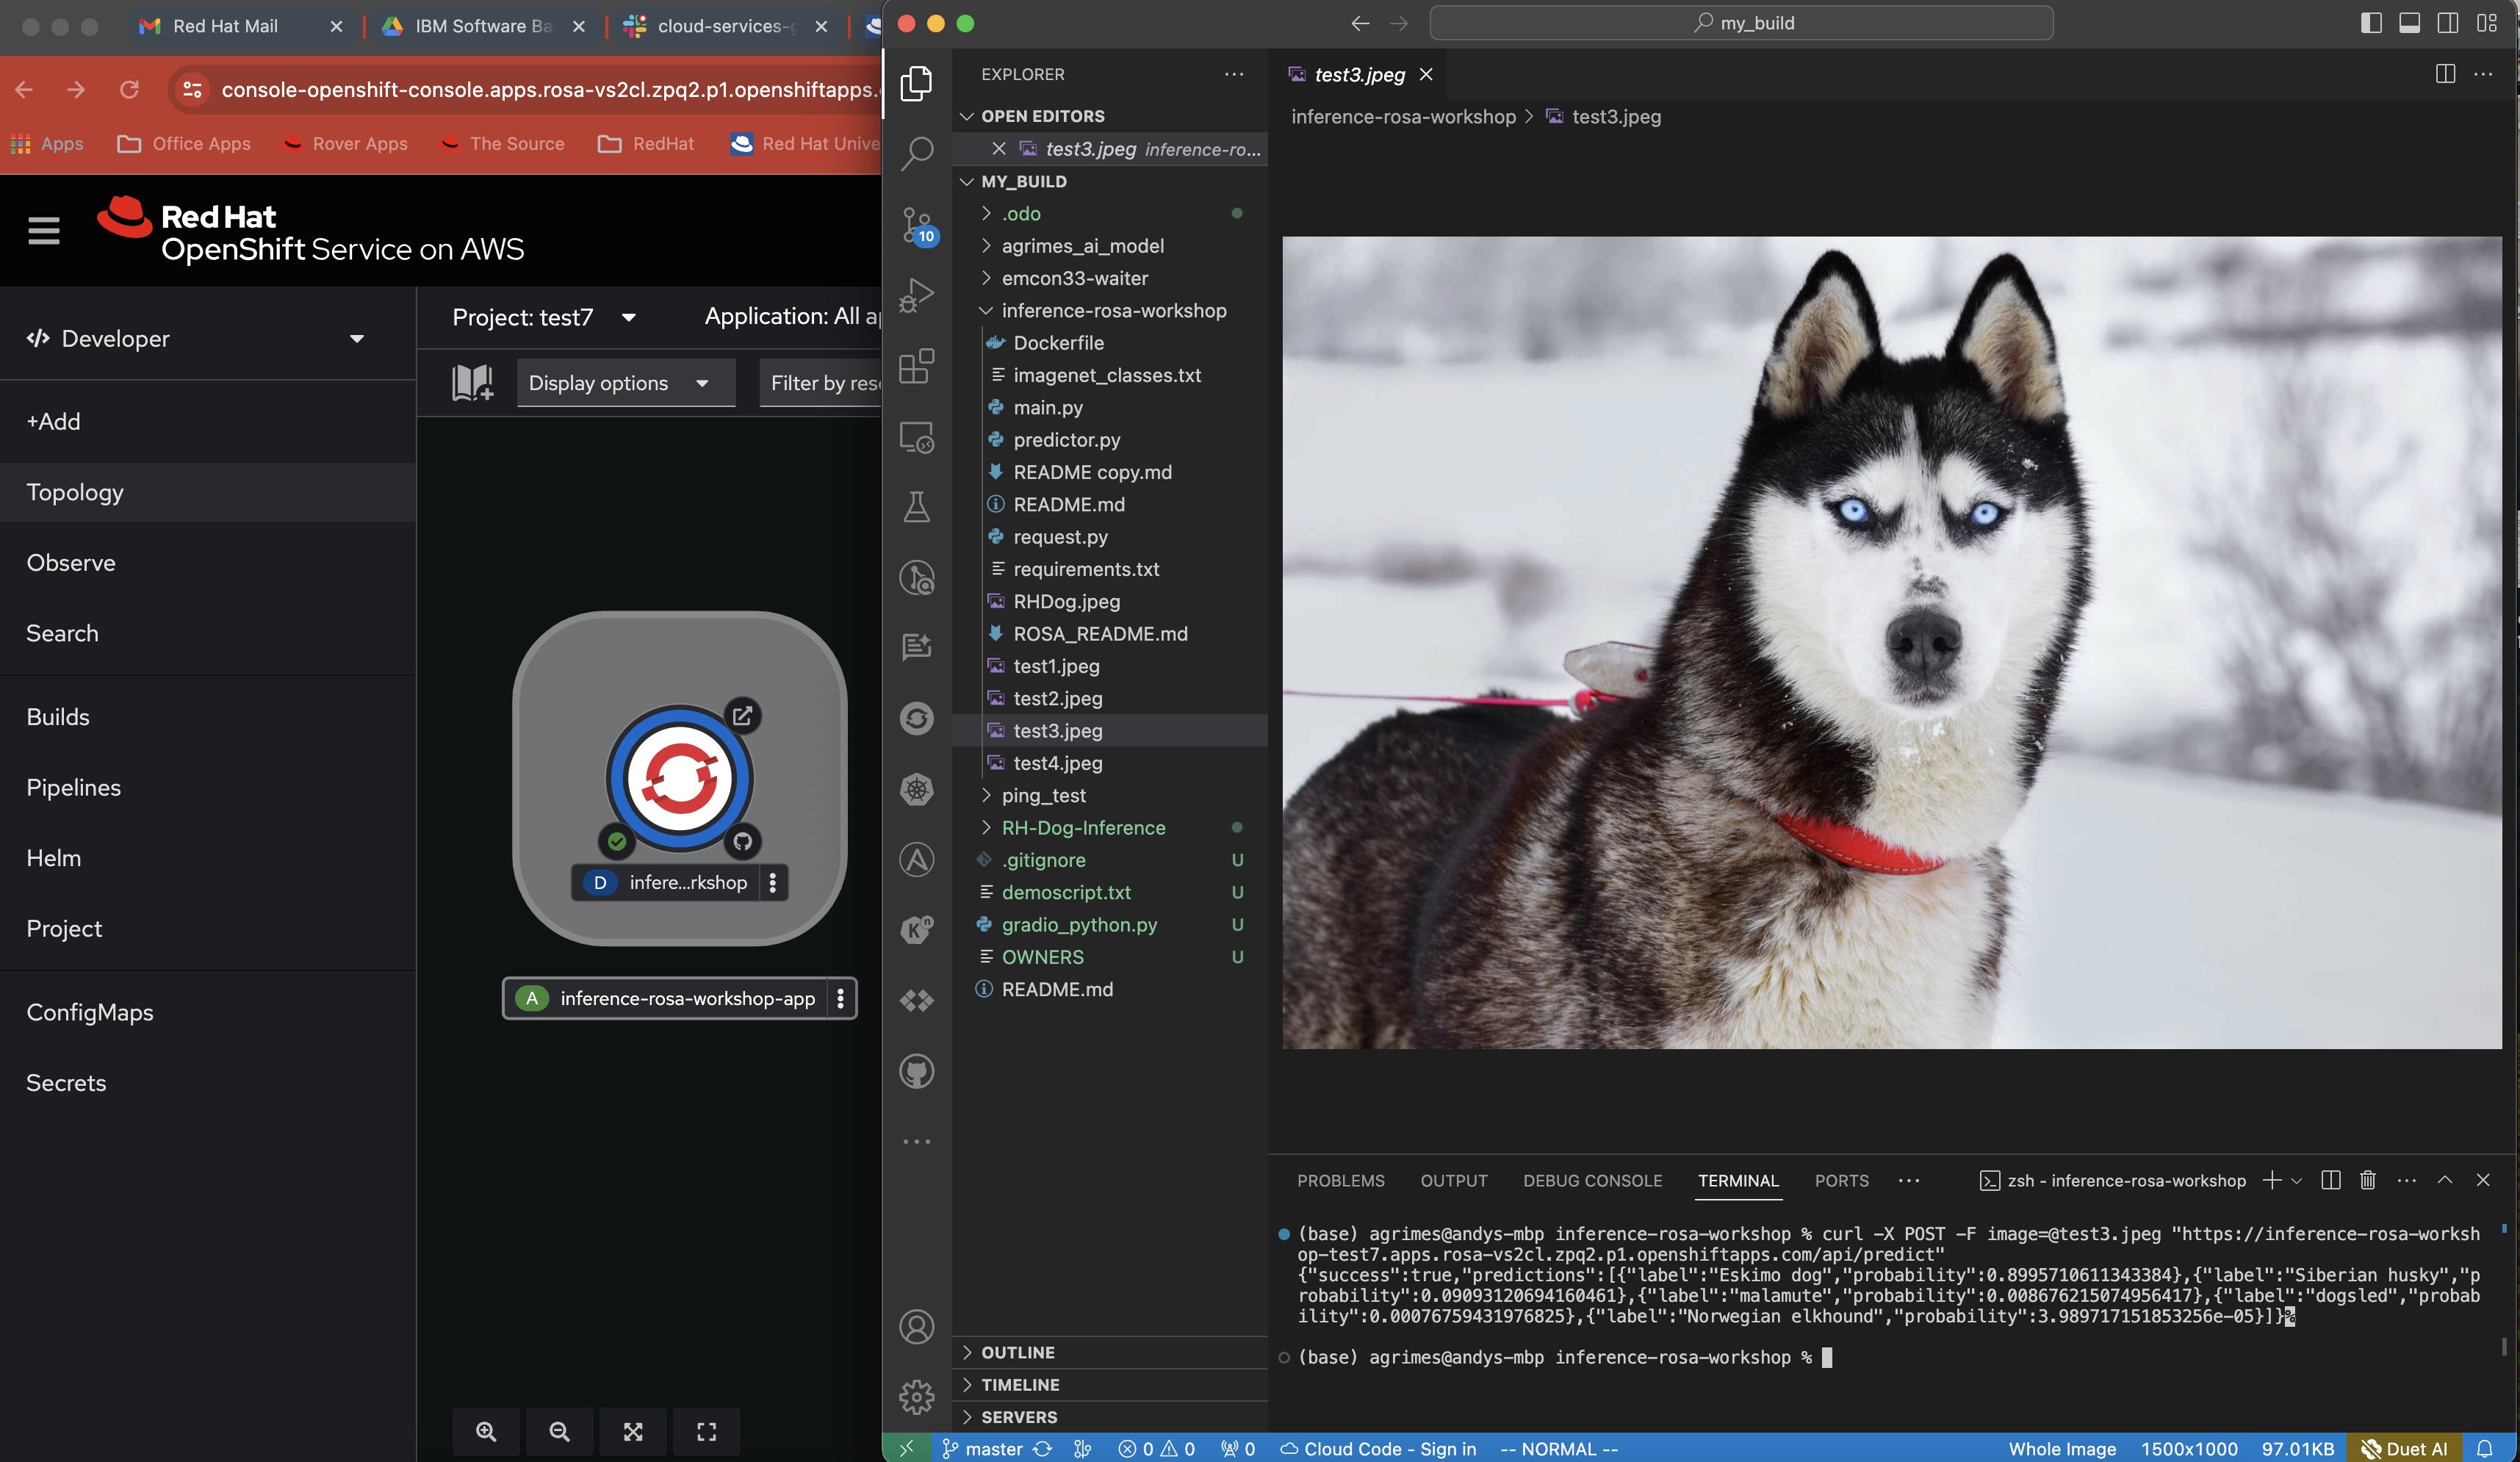 Red Hat Mail
IBM Software Ba
cloud-services-g
console-openshift-console.apps.rosa-vs2cl.zpq2.p1.openshiftapps.
Apps
Office Apps
Rover Apps
The Source
RedHat
Red Hat Unive
Red Hat
OpenShift Service on AWS
Developer
+Add
Topology
Observe
Search
Builds
Pipelines
Helm
Project
ConfigMaps
Secrets
Project: test7
Application: All a
Display options
Filter by res
D infere...rkshop
A inference-rosa-workshop-app
my_build
EXPLORER
10
OPEN EDITORS
test3.jpeg inference-ro...
MY_BUILD
.odo
agrimes_ai_model
emcon33-waiter
inference-rosa-workshop
Dockerfile
imagenet_classes.txt
main.py
predictor.py
README copy.md
README.md
request.py
requirements.txt
RHDog.jpeg
ROSA_README.md
test1.jpeg
test2.jpeg
test3.jpeg
test4.jpeg
ping_test
RH-Dog-Inference
.gitignore U
demoscript.txt U
gradio_python.py U
OWNERS U
README.md
OUTLINE
TIMELINE
SERVERS
test3.jpeg
inference-rosa-workshop > test3.jpeg
PROBLEMS OUTPUT DEBUG CONSOLE TERMINAL PORTS ... zsh - inference-rosa-workshop
(base) agrimes@andys-mbp inference-rosa-workshop % curl -X POST -F image=@test3.jpeg "https://inference-rosa-worksh
op-test7.apps.rosa-vs2cl.zpq2.p1.openshiftapps.com/api/predict"
{"success":true,"predictions":[{"label":"Eskimo dog","probability":0.8995710611343384},{"label":"Siberian husky","p
robability":0.09093120694160461},{"label":"malamute","probability":0.008676215074956417},{"label":"dogsled","probab
ility":0.000767594319768‌25},{"label":"Norwegian elkhound","probability":3.989717151853256e-05}]}%
(base) agrimes@andys-mbp inference-rosa-workshop %
master 0 0 0 Cloud Code - Sign in -- NORMAL -- Whole Image 1500x1000 97.01KB Duet AI